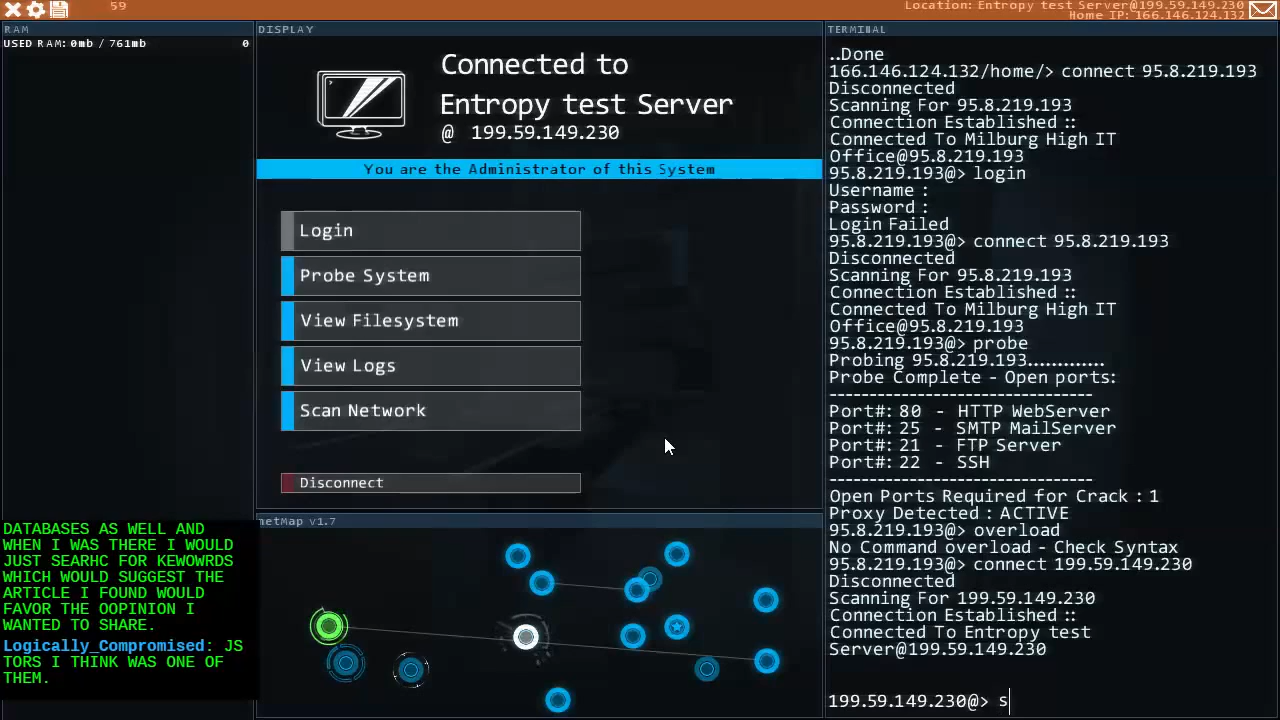 59
Location: Entropy test Server@199.59.149.230
Home IP: 166.146.124.132
RAM
USED RAM: 0mb / 761mb 0
DISPLAY
Connected to
Entropy test Server
@ 199.59.149.230
You are the Administrator of this System
Login
Probe System
View Filesystem
View Logs
Scan Network
Disconnect
netMap v1.7
DATABASES AS WELL AND
WHEN I WAS THERE I WOULD
JUST SEARHC FOR KEWOWRDS
WHICH WOULD SUGGEST THE
ARTICLE I FOUND WOULD
FAVOR THE OOPINION I
WANTED TO SHARE.
Logically_Compromised: JS
TORS I THINK WAS ONE OF
THEM.
TERMINAL
..Done
166.146.124.132/home/> connect 95.8.219.193
Disconnected
Scanning For 95.8.219.193
Connection Established ::
Connected To Milburg High IT
Office@95.8.219.193
95.8.219.193@> login
Username :
Password :
Login Failed
95.8.219.193@> connect 95.8.219.193
Disconnected
Scanning For 95.8.219.193
Connection Established ::
Connected To Milburg High IT
Office@95.8.219.193
95.8.219.193@> probe
Probing 95.8.219.193.............
Probe Complete - Open ports:
---------------------------------
Port#: 80 - HTTP WebServer
Port#: 25 - SMTP MailServer
Port#: 21 - FTP Server
Port#: 22 - SSH
---------------------------------
Open Ports Required for Crack : 1
Proxy Detected : ACTIVE
95.8.219.193@> overload
No Command overload - Check Syntax
95.8.219.193@> connect 199.59.149.230
Disconnected
Scanning For 199.59.149.230
Connection Established ::
Connected To Entropy test
Server@199.59.149.230
199.59.149.230@> s